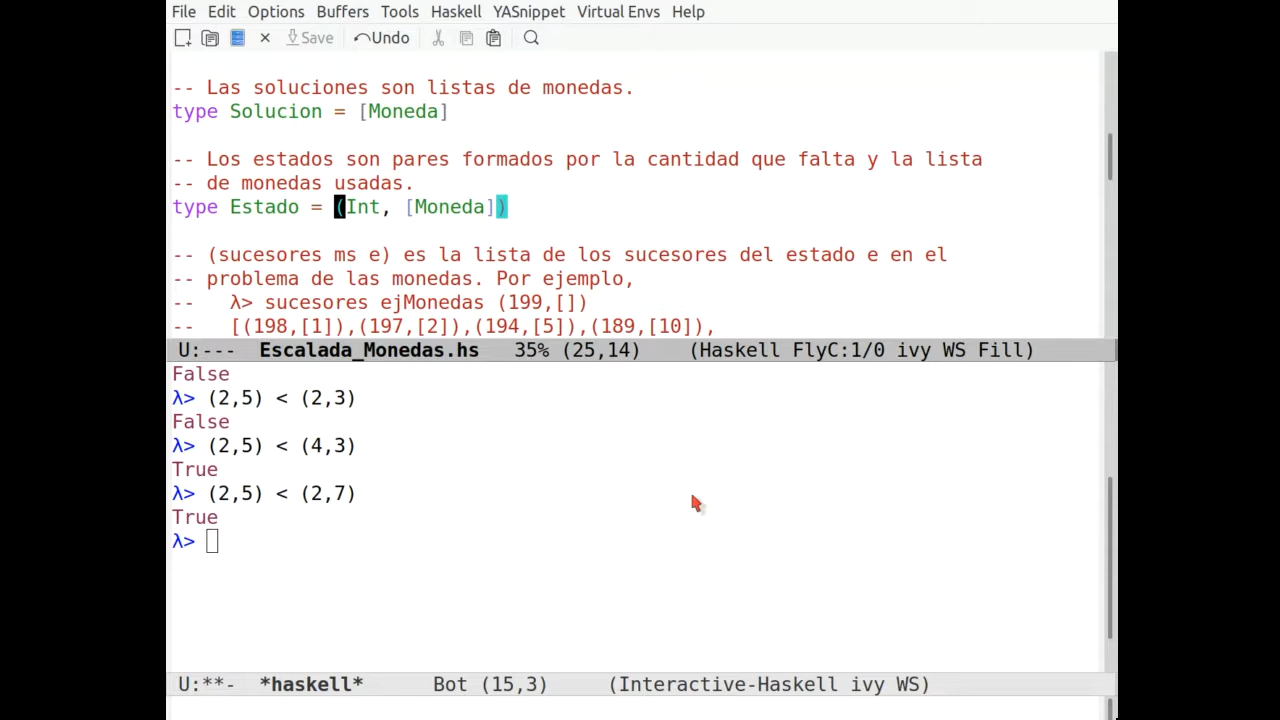 File Edit Options Buffers Tools Haskell YASnippet Virtual Envs Help
Save Undo
-- Las soluciones son listas de monedas.
type Solucion = [Moneda]
-- Los estados son pares formados por la cantidad que falta y la lista
-- de monedas usadas.
type Estado = (Int, [Moneda])
-- (sucesores ms e) es la lista de los sucesores del estado e en el
-- problema de las monedas. Por ejemplo,
--   λ> sucesores ejMonedas (199,[])
--   [(198,[1]),(197,[2]),(194,[5]),(189,[10]),
U:--- Escalada_Monedas.hs 35% (25,14) (Haskell FlyC:1/0 ivy WS Fill)
False
λ> (2,5) < (2,3)
False
λ> (2,5) < (4,3)
True
λ> (2,5) < (2,7)
True
λ>
U:**- *haskell* Bot (15,3) (Interactive-Haskell ivy WS)